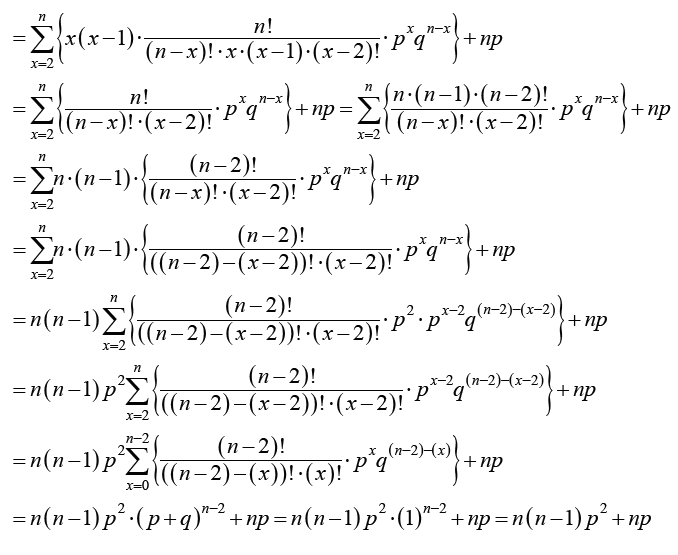 = \sum_{x=2}^{n} \left\{ x(x-1) \cdot \frac{n!}{(n-x)! \cdot x \cdot (x-1) \cdot (x-2)!} \cdot p^{x} q^{n-x} \right\} + np
= \sum_{x=2}^{n} \left\{ \frac{n!}{(n-x)! \cdot (x-2)!} \cdot p^{x} q^{n-x} \right\} + np = \sum_{x=2}^{n} \left\{ \frac{n \cdot (n-1) \cdot (n-2)!}{(n-x)! \cdot (x-2)!} \cdot p^{x} q^{n-x} \right\} + np
= \sum_{x=2}^{n} n \cdot (n-1) \cdot \left\{ \frac{(n-2)!}{(n-x)! \cdot (x-2)!} \cdot p^{x} q^{n-x} \right\} + np
= \sum_{x=2}^{n} n \cdot (n-1) \cdot \left\{ \frac{(n-2)!}{((n-2)-(x-2))! \cdot (x-2)!} \cdot p^{x} q^{n-x} \right\} + np
= n(n-1) \sum_{x=2}^{n} \left\{ \frac{(n-2)!}{((n-2)-(x-2))! \cdot (x-2)!} \cdot p^{2} \cdot p^{x-2} q^{(n-2)-(x-2)} \right\} + np
= n(n-1) p^{2} \sum_{x=2}^{n} \left\{ \frac{(n-2)!}{((n-2)-(x-2))! \cdot (x-2)!} \cdot p^{x-2} q^{(n-2)-(x-2)} \right\} + np
= n(n-1) p^{2} \sum_{x=0}^{n-2} \left\{ \frac{(n-2)!}{((n-2)-(x))! \cdot (x)!} \cdot p^{x} q^{(n-2)-(x)} \right\} + np
= n(n-1) p^{2} \cdot (p+q)^{n-2} + np = n(n-1) p^{2} \cdot (1)^{n-2} + np = n(n-1) p^{2} + np